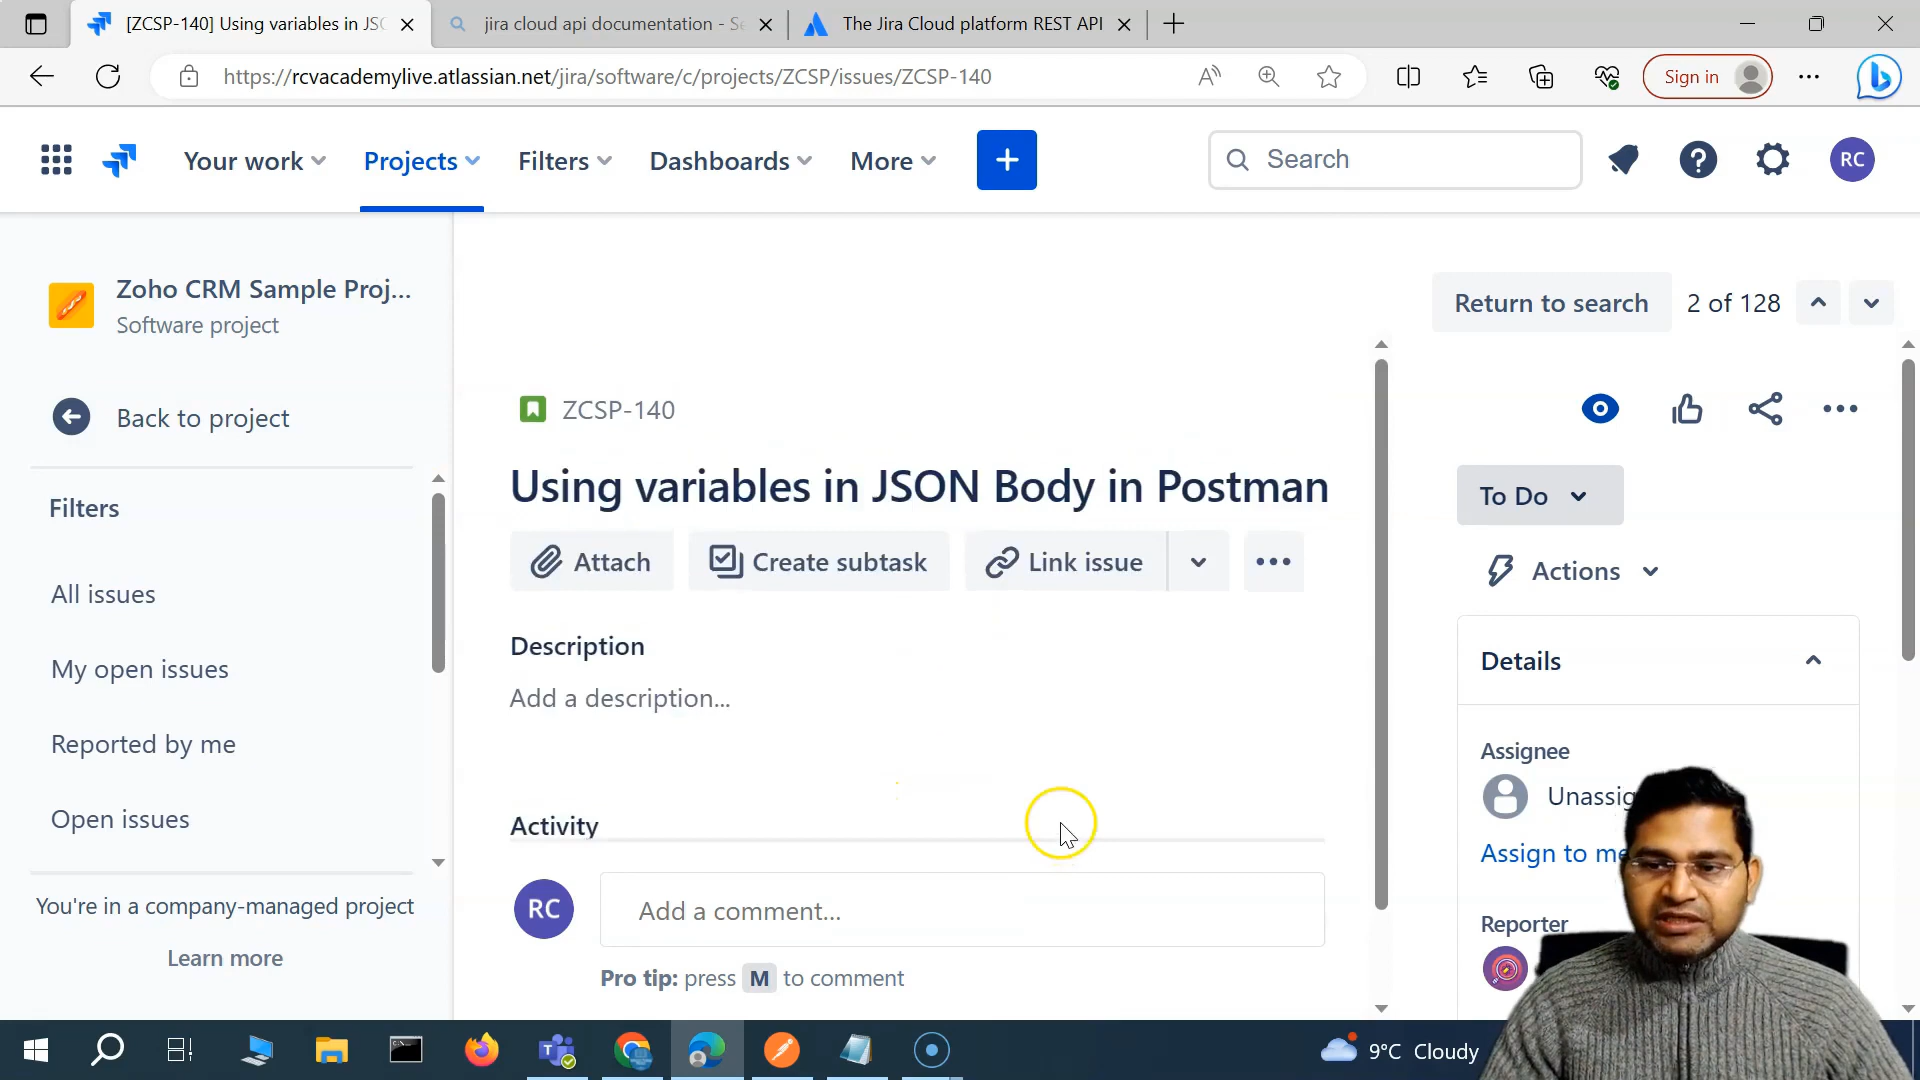 [ZCSP-140] Using variables in JSC
jira cloud api documentation - Se
The Jira Cloud platform REST API
https://rcvacademylive.atlassian.net/jira/software/c/projects/ZCSP/issues/ZCSP-140
Sign in
Your work
Projects
Filters
Dashboards
More
Search
RC
Zoho CRM Sample Proj...
Software project
Return to search
2 of 128
Back to project
ZCSP-140
Using variables in JSON Body in Postman
To Do
Filters
Attach
Create subtask
Link issue
Actions
All issues
Description
Details
My open issues
Add a description...
Reported by me
Assignee
Unassig
Open issues
Activity
Assign to me
You're in a company-managed project
RC
Add a comment...
Reporter
Learn more
Pro tip: press M to comment
9°C Cloudy